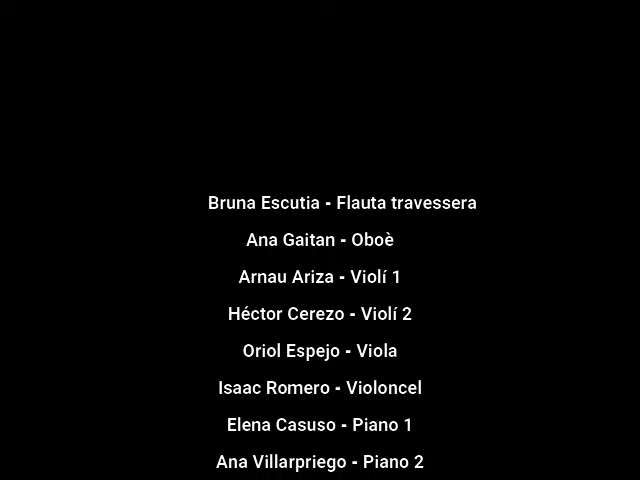 Bruna Escutia - Flauta travessera
Ana Gaitan - Oboè
Arnau Ariza - Violí 1
Héctor Cerezo - Violí 2
Oriol Espejo - Viola
Isaac Romero - Violoncel
Elena Casuso - Piano 1
Ana Villarpriego - Piano 2